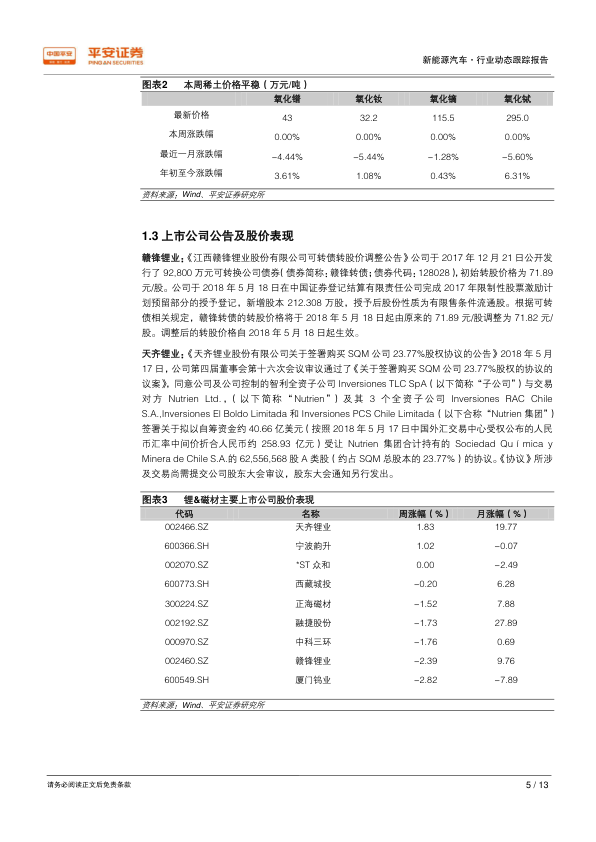 中国平安 平安证券
PINGAN SECURITIES
新能源汽车·行业动态跟踪报告
图表2 本周稀土价格平稳（万元/吨）
氧化镨 氧化钕 氧化镝 氧化铽
最新价格 43 32.2 115.5 295.0
本周涨跌幅 0.00% 0.00% 0.00% 0.00%
最近一月涨跌幅 -4.44% -5.44% -1.28% -5.60%
年初至今涨跌幅 3.61% 1.08% 0.43% 6.31%
资料来源：Wind、平安证券研究所
1.3 上市公司公告及股价表现
赣锋锂业：《江西赣锋锂业股份有限公司可转债转股价调整公告》公司于 2017 年 12 月 21 日公开发
行了 92,800 万元可转换公司债券（债券简称：赣锋转债；债券代码：128028），初始转股价格为 71.89
元/股。公司于 2018 年 5 月 18 日在中国证券登记结算有限责任公司完成 2017 年限制性股票激励计
划预留部分的授予登记，新增股本 212.308 万股，授予后股份性质为有限售条件流通股。根据可转
债相关规定，赣锋转债的转股价格将于 2018 年 5 月 18 日起由原来的 71.89 元/股调整为 71.82 元/
股。调整后的转股价格自 2018 年 5 月 18 日起生效。
天齐锂业：《天齐锂业股份有限公司关于签署购买 SQM 公司 23.77%股权协议的公告》2018 年 5 月
17 日，公司第四届董事会第十六次会议审议通过了《关于签署购买 SQM 公司 23.77%股权的协议的
议案》，同意公司及公司控制的智利全资子公司 Inversiones TLC SpA（以下简称“子公司”）与交易
对方 Nutrien Ltd.，（以下简称“Nutrien”）及其 3 个全资子公司 Inversiones RAC Chile
S.A.,Inversiones El Boldo Limitada 和 Inversiones PCS Chile Limitada（以下合称“Nutrien 集团”）
签署关于拟以自筹资金约 40.66 亿美元（按照 2018 年 5 月 17 日中国外汇交易中心受权公布的人民
币汇率中间价折合人民币约 258.93 亿元）受让 Nutrien 集团合计持有的 Sociedad Química y
Minera de Chile S.A.的 62,556,568 股 A 类股（约占 SQM 总股本的 23.77%）的协议。《协议》所涉
及交易尚需提交公司股东大会审议，股东大会通知另行发出。
图表3 锂&磁材主要上市公司股价表现
代码 名称 周涨幅（%） 月涨幅（%）
002466.SZ 天齐锂业 1.83 19.77
600366.SH 宁波韵升 1.02 -0.07
002070.SZ *ST 众和 0.00 -2.49
600773.SH 西藏城投 -0.20 6.28
300224.SZ 正海磁材 -1.52 7.88
002192.SZ 融捷股份 -1.73 27.89
000970.SZ 中科三环 -1.76 0.69
002460.SZ 赣锋锂业 -2.39 9.76
600549.SH 厦门钨业 -2.82 -7.89
资料来源：Wind、平安证券研究所
请务必阅读正文后免责条款 5 / 13